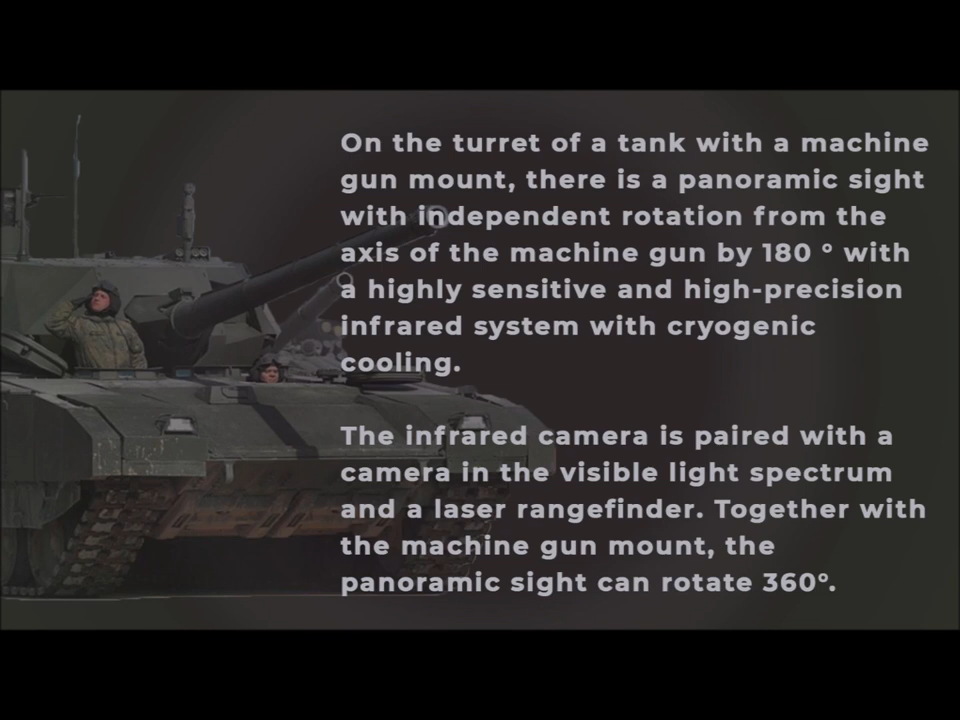 On the turret of a tank with a machine
gun mount, there is a panoramic sight
with independent rotation from the
axis of the machine gun by 180 ° with
a highly sensitive and high-precision
infrared system with cryogenic
cooling.
The infrared camera is paired with a
camera in the visible light spectrum
and a laser rangefinder. Together with
the machine gun mount, the
panoramic sight can rotate 360°.